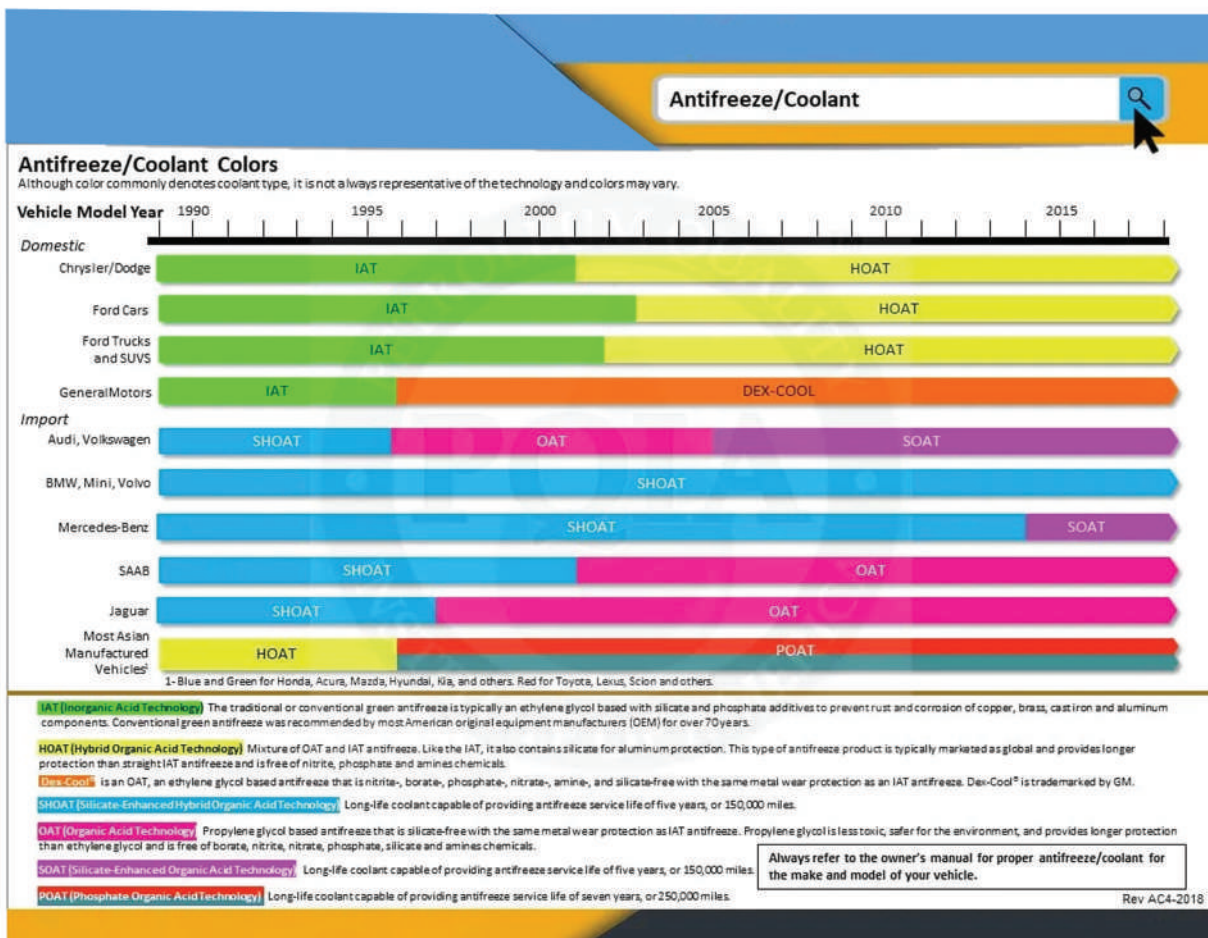 Antifreeze/Coolant
Antifreeze/Coolant Colors
Although color commonly denotes coolant type, it is not always representative of the technology and colors may vary.
Vehicle Model Year 1990 1995 2000 2005 2010 2015
Domestic
Chrysler/Dodge IAT HOAT
Ford Cars IAT HOAT
Ford Trucks
and SUVS IAT HOAT
General Motors IAT DEX-COOL
Import
Audi, Volkswagen SHOAT OAT SOAT
BMW, Mini, Volvo SHOAT
Mercedes-Benz SHOAT SOAT
SAAB SHOAT OAT
Jaguar SHOAT OAT
Most Asian
Manufactured
Vehicles¹ HOAT POAT
1- Blue and Green for Honda, Acura, Mazda, Hyundai, Kia, and others. Red for Toyota, Lexus, Scion and others.
IAT (Inorganic Acid Technology) The traditional or conventional green antifreeze is typically an ethylene glycol based with silicate and phosphate additives to prevent rust and corrosion of copper, brass, cast iron and aluminum
components. Conventional green antifreeze was recommended by most American original equipment manufacturers (OEM) for over 70 years.
HOAT (Hybrid Organic Acid Technology) Mixture of OAT and IAT antifreeze. Like the IAT, it also contains silicate for aluminum protection. This type of antifreeze product is typically marketed as global and provides longer
protection than straight IAT antifreeze and is free of nitrite, phosphate and amines chemicals.
Dex-Cool® is an OAT, an ethylene glycol based antifreeze that is nitrite-, borate-, phosphate-, nitrate-, amine-, and silicate-free with the same metal wear protection as an IAT antifreeze. Dex-Cool® is trademarked by GM.
SHOAT (Silicate-Enhanced Hybrid Organic Acid Technology) Long-life coolant capable of providing antifreeze service life of five years, or 150,000 miles.
OAT (Organic Acid Technology) Propylene glycol based antifreeze that is silicate-free with the same metal wear protection as IAT antifreeze. Propylene glycol is less toxic, safer for the environment, and provides longer protection
than ethylene glycol and is free of borate, nitrite, nitrate, phosphate, silicate and amines chemicals.
SOAT (Silicate-Enhanced Organic Acid Technology) Long-life coolant capable of providing antifreeze service life of five years, or 150,000 miles.
Always refer to the owner's manual for proper antifreeze/coolant for
the make and model of your vehicle.
POAT (Phosphate Organic Acid Technology) Long-life coolant capable of providing antifreeze service life of seven years, or 250,000 miles.
Rev AC4-2018